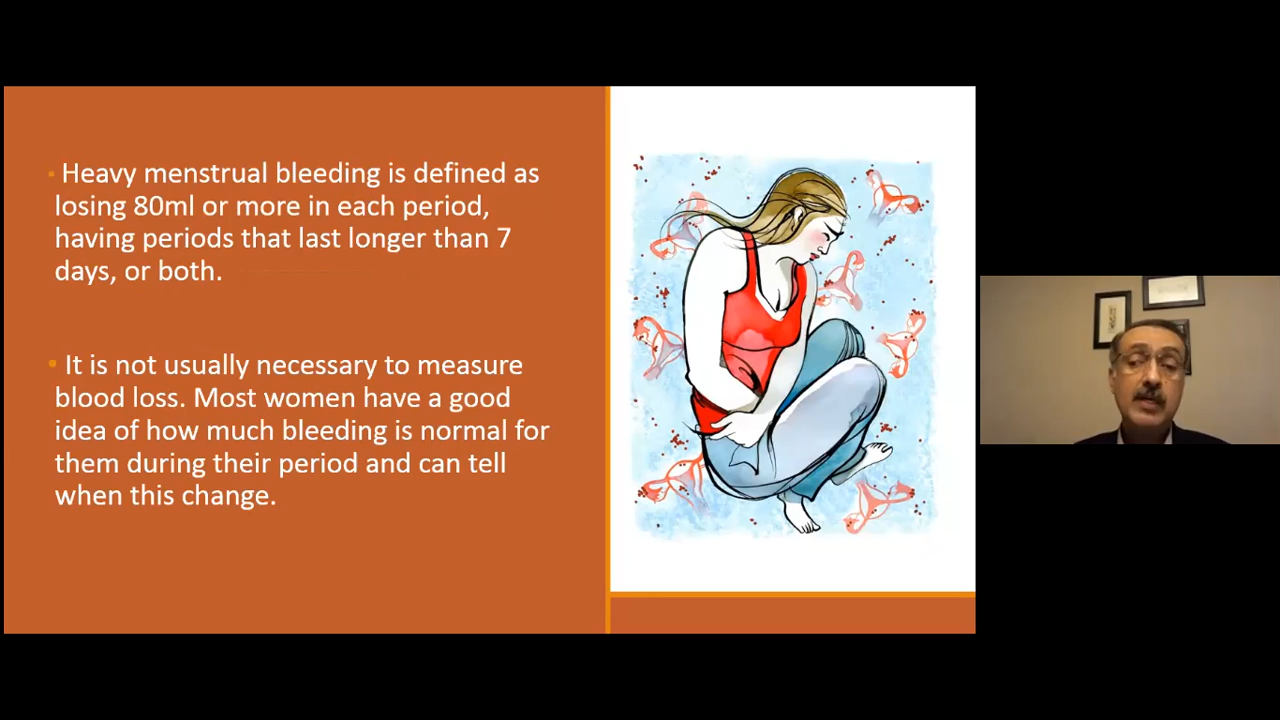 ▪ Heavy menstrual bleeding is defined as
losing 80ml or more in each period,
having periods that last longer than 7
days, or both.
• It is not usually necessary to measure
blood loss. Most women have a good
idea of how much bleeding is normal for
them during their period and can tell
when this change.